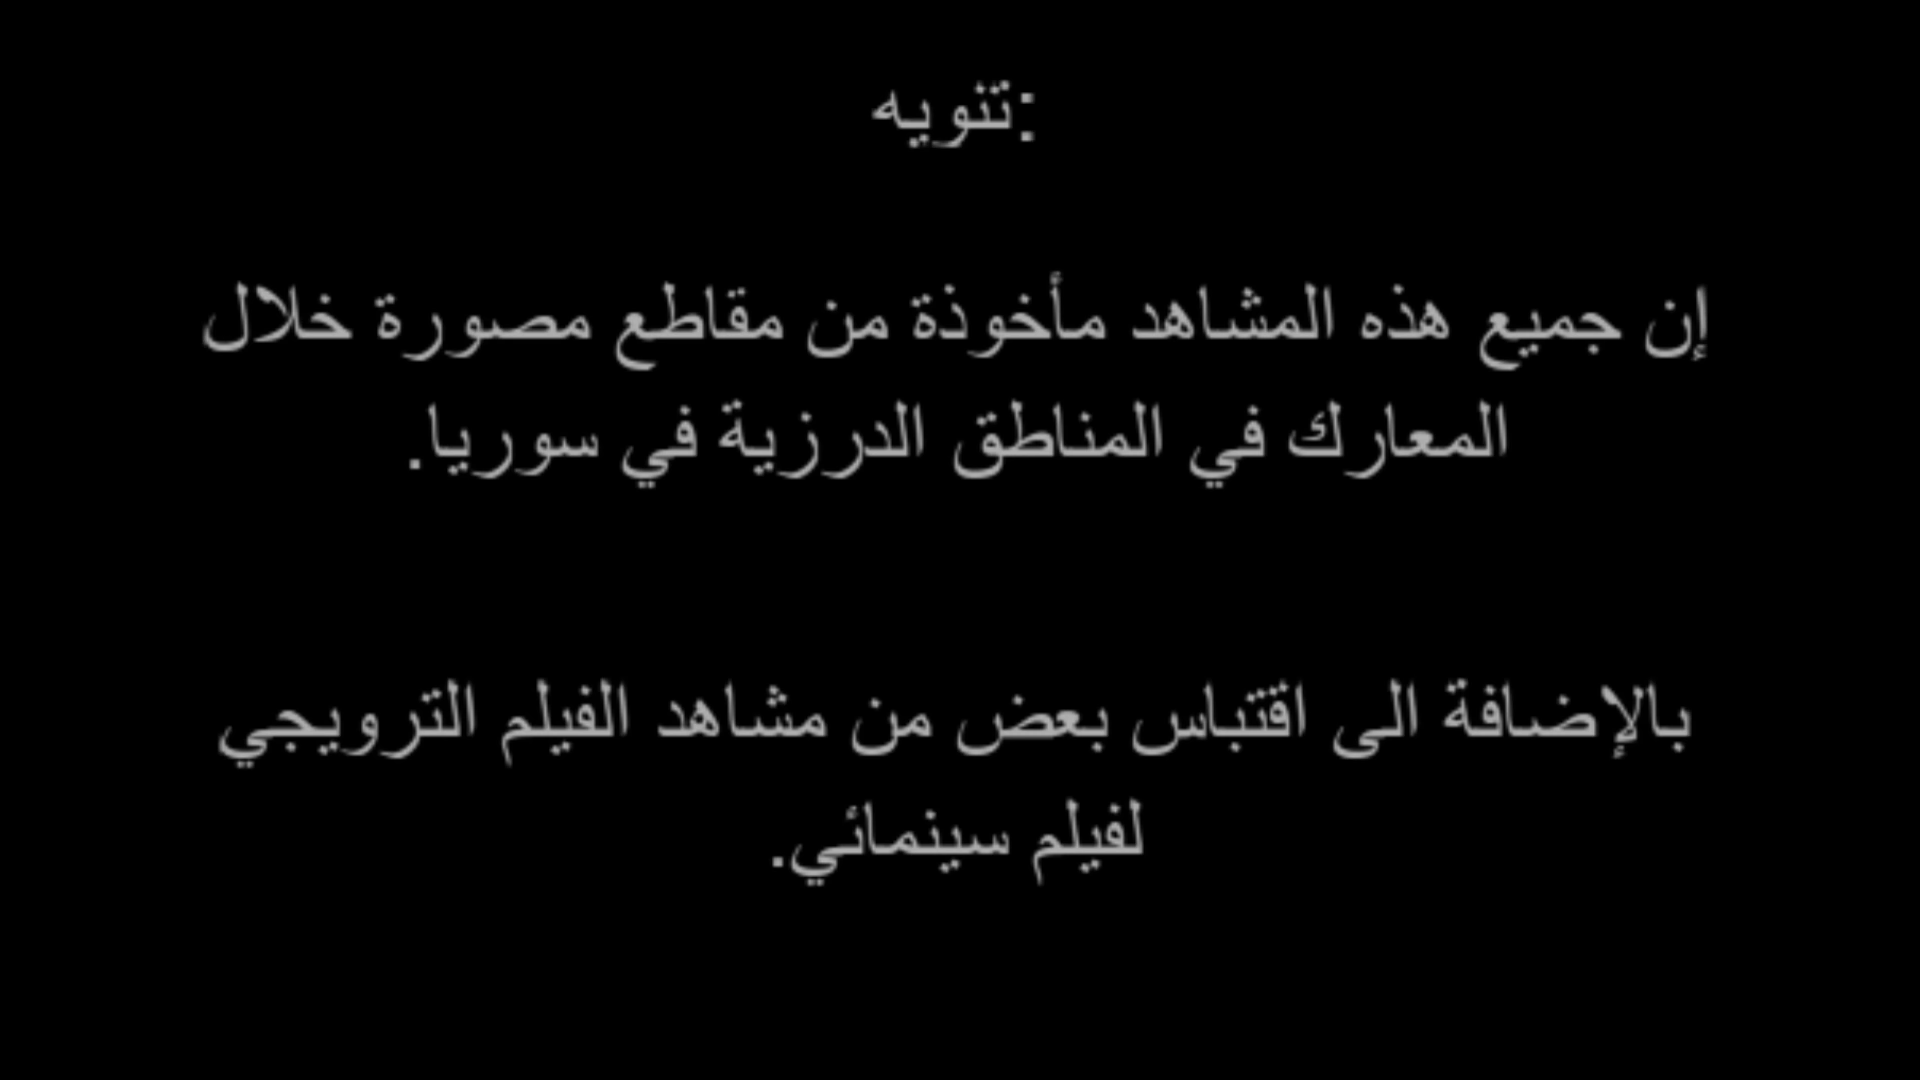 :تنويه
إن جميع هذه المشاهد مأخوذة من مقاطع مصورة خلال
المعارك في المناطق الدرزية في سوريا.
بالإضافة الى اقتباس بعض من مشاهد الفيلم الترويجي
لفيلم سينمائي.